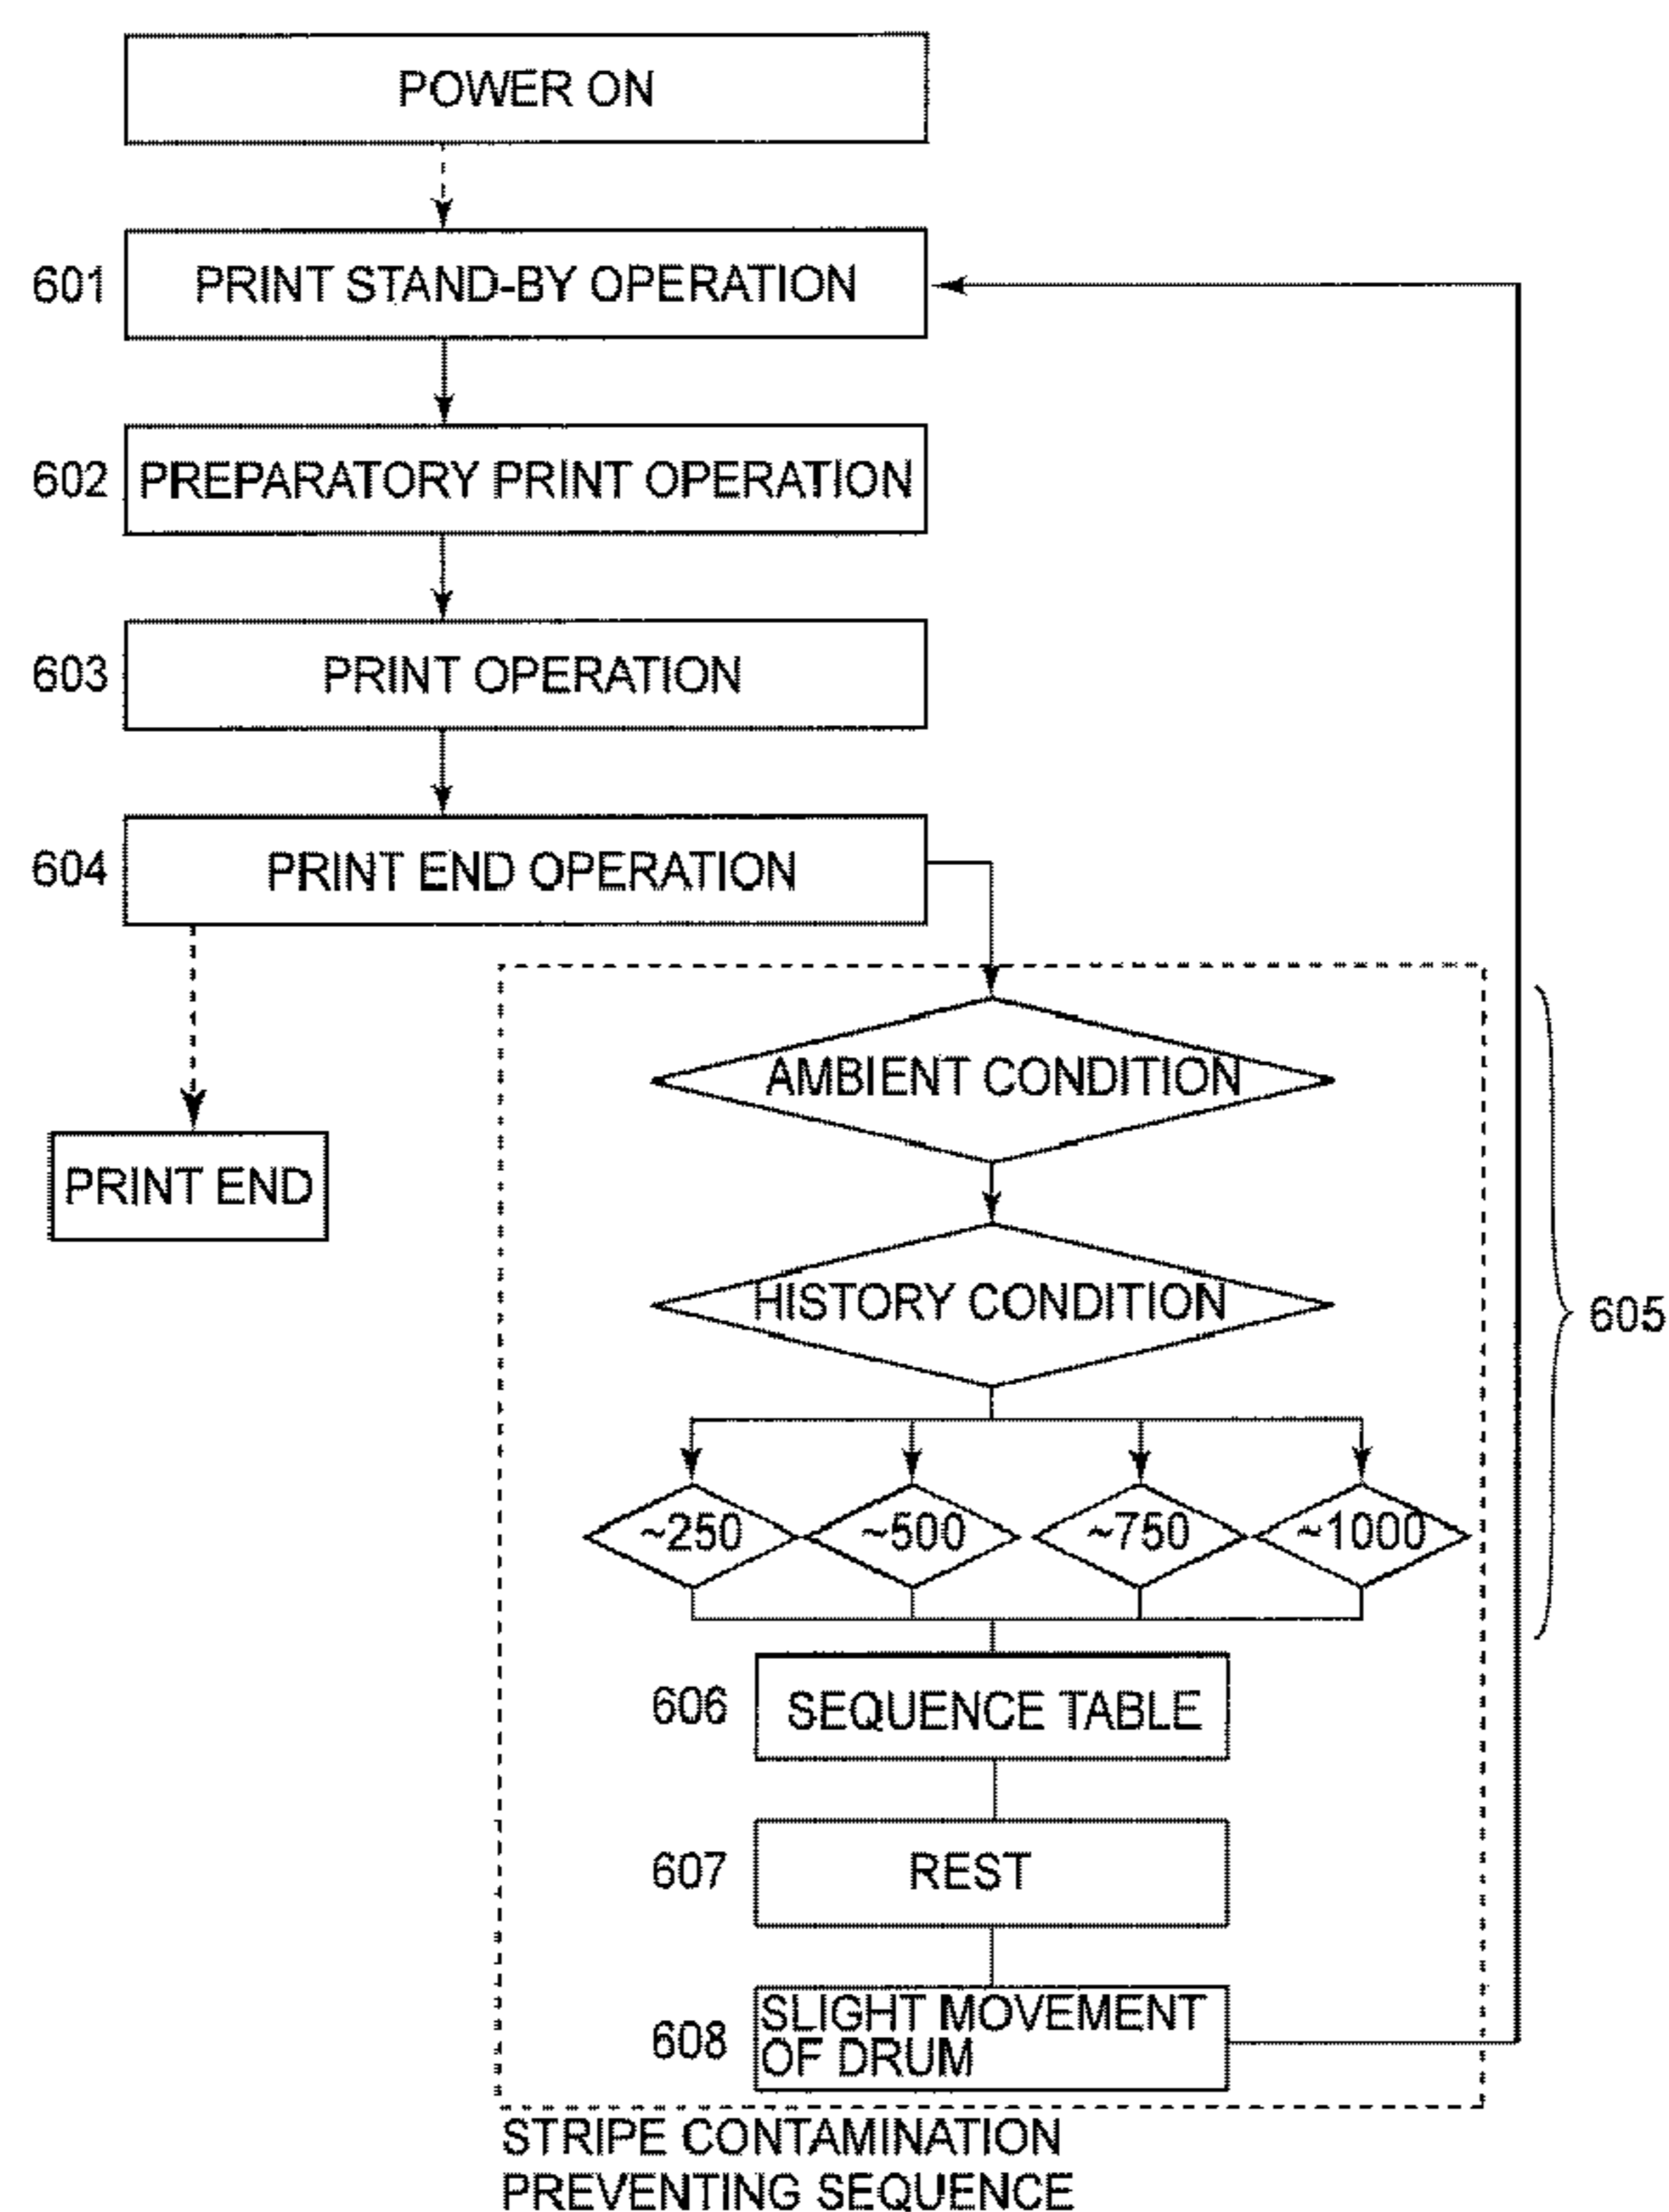 POWER ON
601 PRINT STAND-BY OPERATION
602 PREPARATORY PRINT OPERATION
603 PRINT OPERATION
604 PRINT END OPERATION
PRINT END
AMBIENT CONDITION
HISTORY CONDITION
605
~250 ~500 ~750 ~1000
606 SEQUENCE TABLE
607 REST
608 SLIGHT MOVEMENT
OF DRUM
STRIPE CONTAMINATION
PREVENTING SEQUENCE